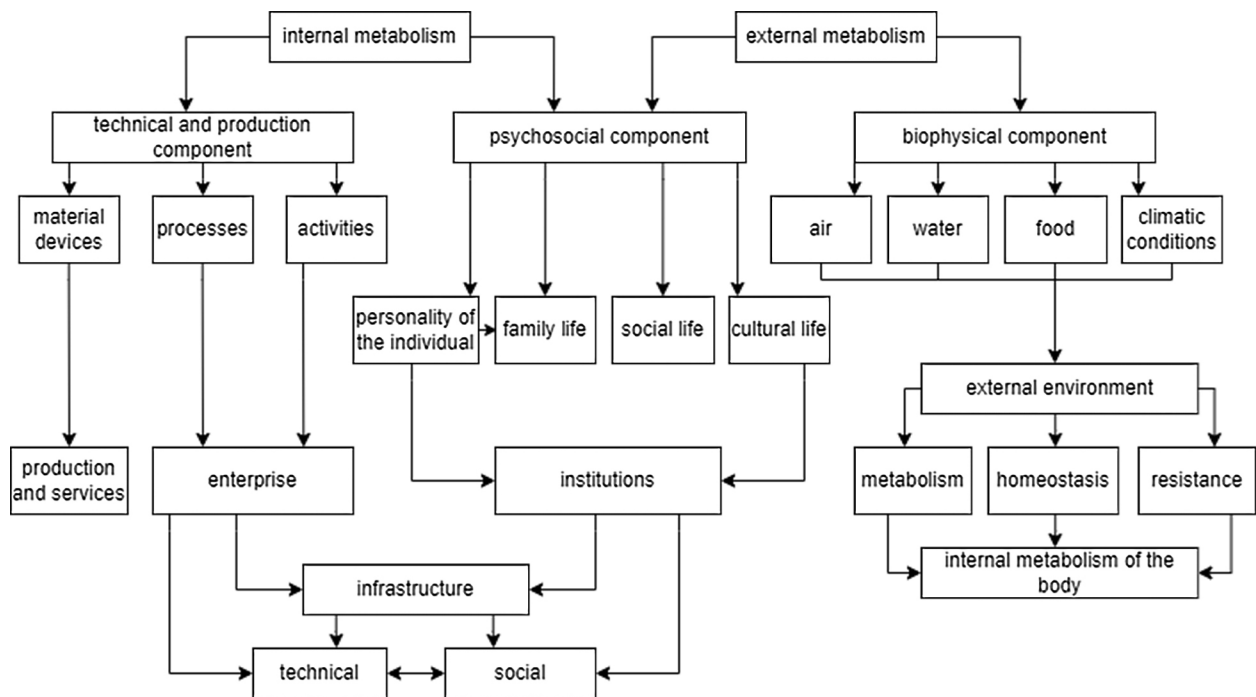 internal metabolism
external metabolism
technical and production
component
psychosocial component
biophysical component
material
devices
processes
activities
air
water
food
climatic
conditions
personality of
the individual
family life
social life
cultural life
external environment
production
and services
enterprise
institutions
metabolism
homeostasis
resistance
internal metabolism of the
body
infrastructure
technical
social